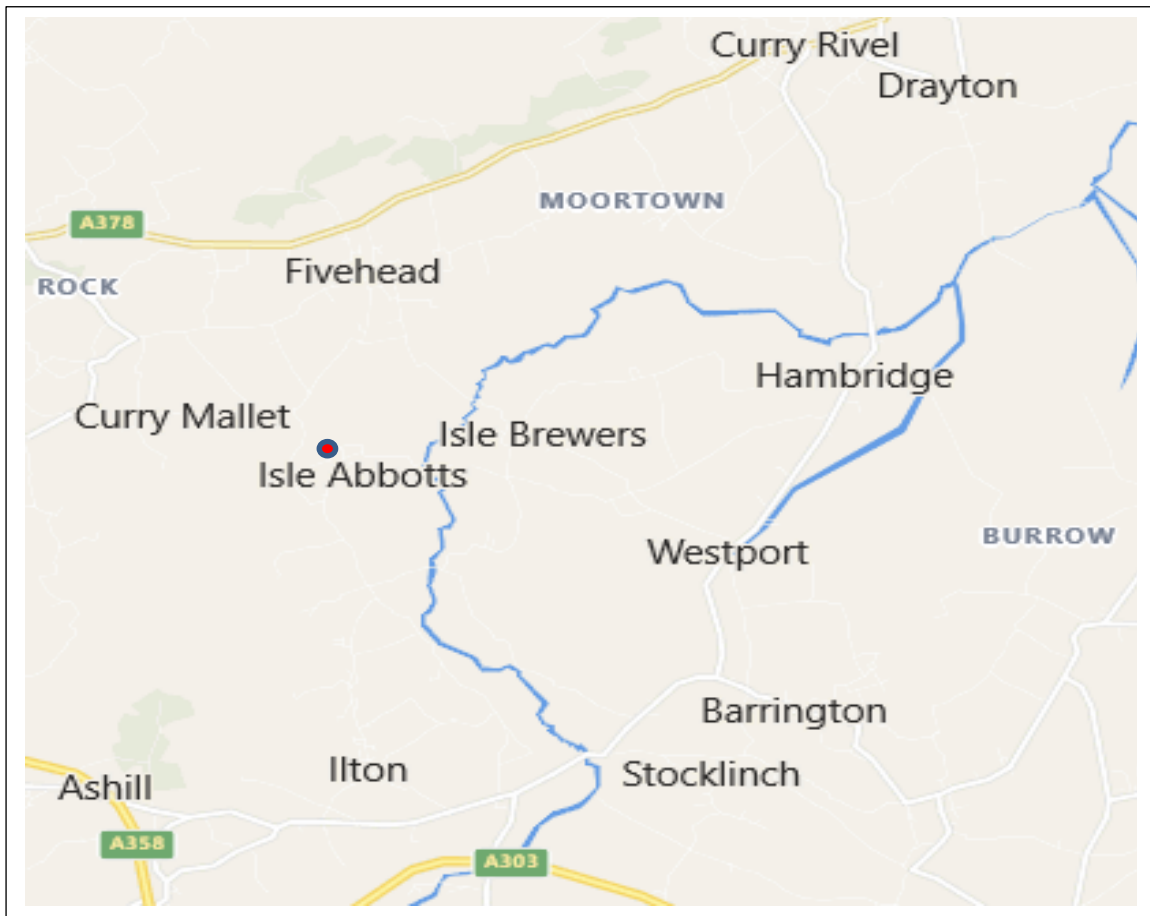 Curry Rivel
Drayton
MOORTOWN
A378
Fivehead
ROCK
Hambridge
Curry Mallet
Isle Brewers
Isle Abbotts
BURROW
Westport
Barrington
Ilton
Stocklinch
Ashill
A358
A303